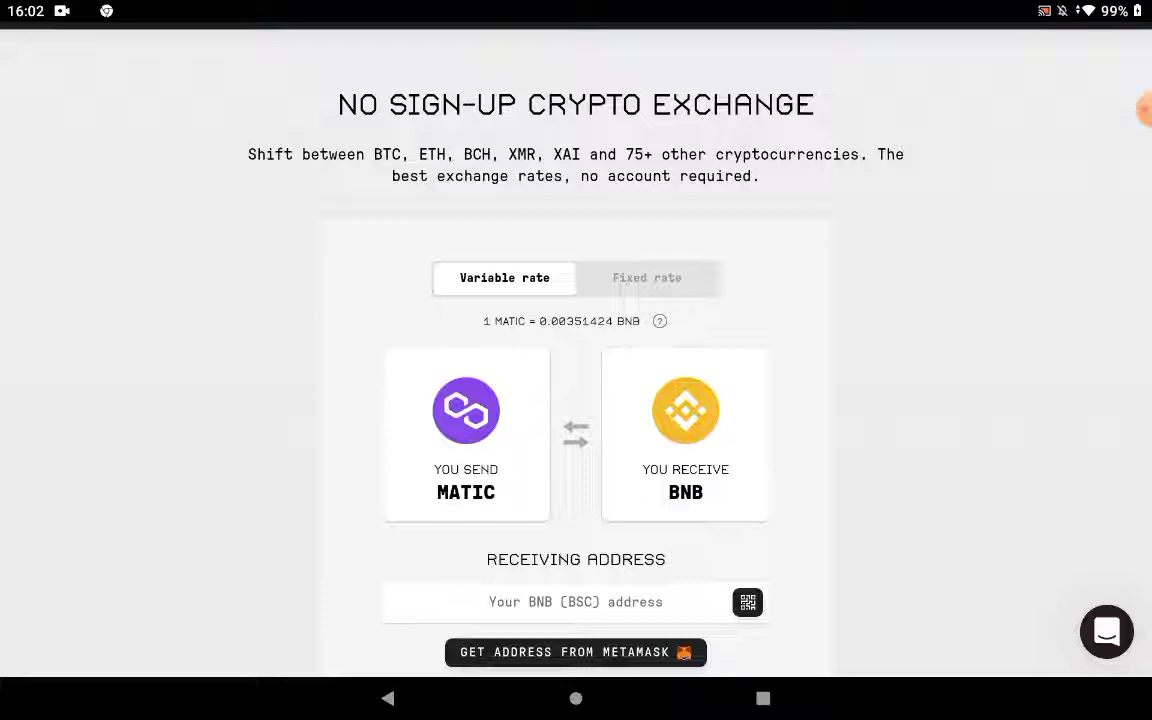 16:02
99%
NO SIGN-UP CRYPTO EXCHANGE
Shift between BTC, ETH, BCH, XMR, XAI and 75+ other cryptocurrencies. The
best exchange rates, no account required.
Variable rate
Fixed rate
1 MATIC = 0.00351424 BNB ?
YOU SEND
MATIC
YOU RECEIVE
BNB
RECEIVING ADDRESS
Your BNB (BSC) address
GET ADDRESS FROM METAMASK